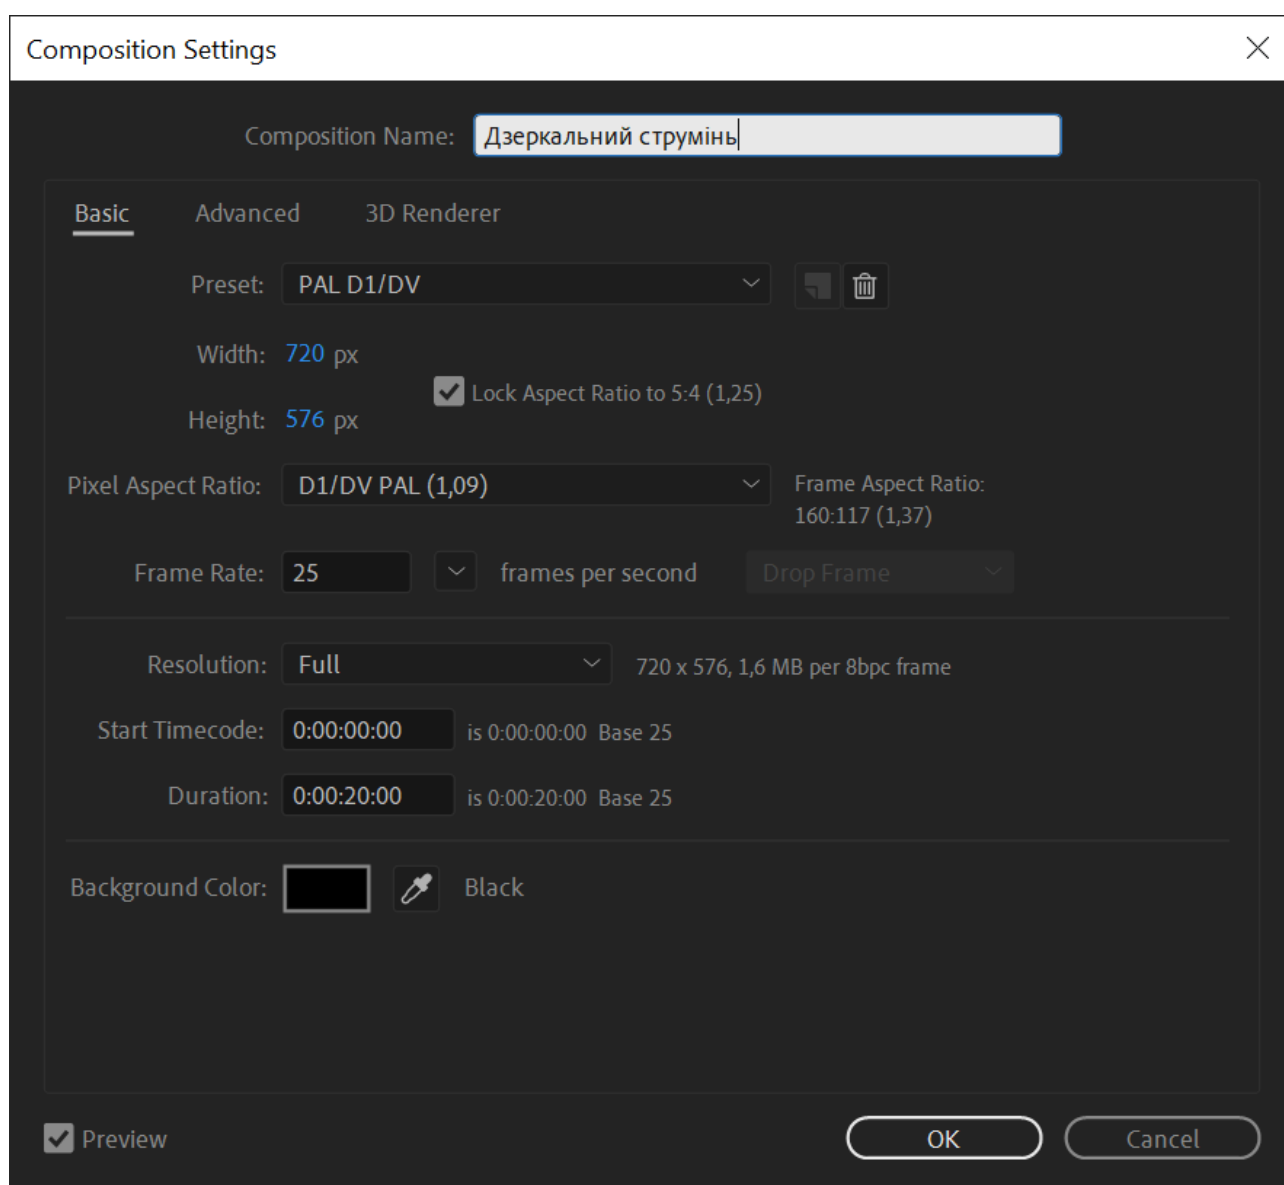 Composition Settings
Composition Name: Дзеркальний струмінь
Basic Advanced 3D Renderer
Preset: PAL D1/DV
Width: 720 px
Lock Aspect Ratio to 5:4 (1,25)
Height: 576 px
Pixel Aspect Ratio: D1/DV PAL (1,09) Frame Aspect Ratio:
160:117 (1,37)
Frame Rate: 25 frames per second Drop Frame
Resolution: Full 720 x 576, 1,6 MB per 8bpc frame
Start Timecode: 0:00:00:00 is 0:00:00:00 Base 25
Duration: 0:00:20:00 is 0:00:20:00 Base 25
Background Color: Black
Preview OK Cancel